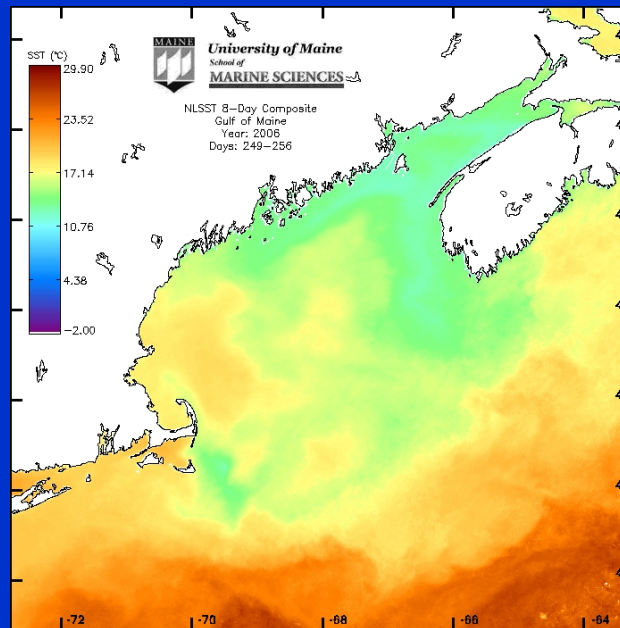 MAINE
University of Maine
School of
MARINE SCIENCES
NLSST 8-Day Composite
Gulf of Maine
Year: 2006
Days: 249-256
SST (°C)
29.90
23.52
17.14
10.76
4.38
-2.00
-72
-70
-68
-66
-64